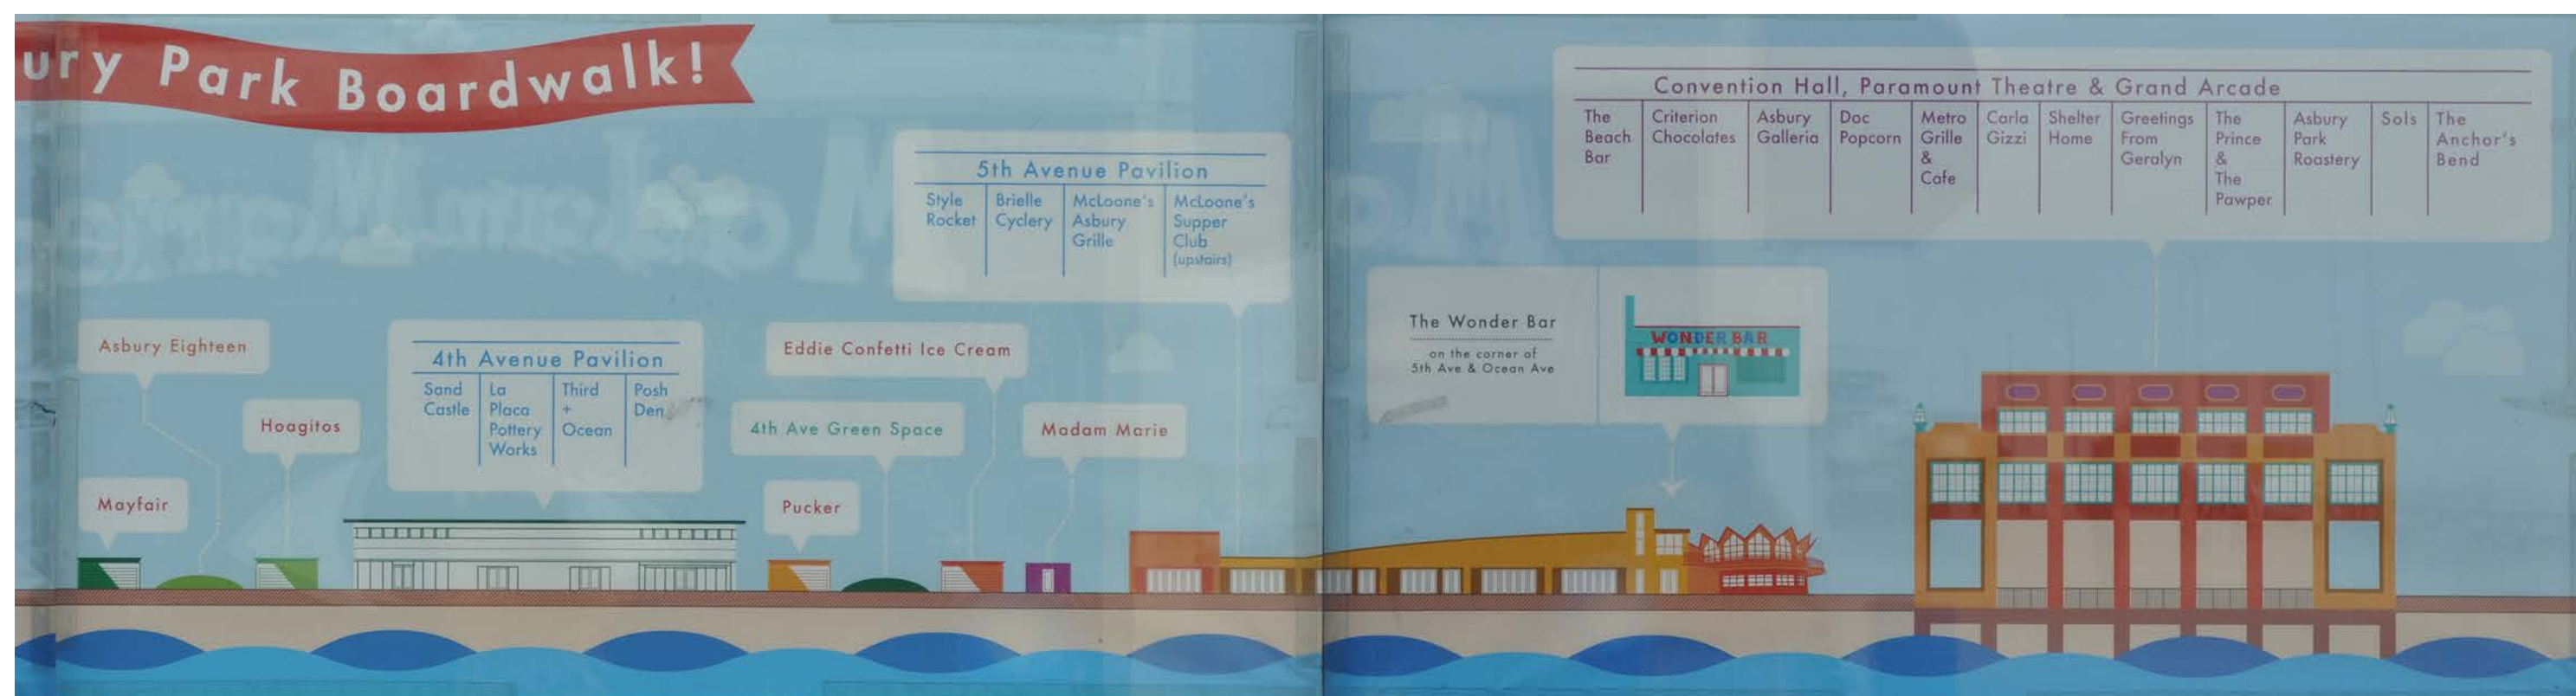 ury Park Boardwalk!
Convention Hall, Paramount Theatre & Grand Arcade
The
Beach
Bar
Criterion
Chocolates
Asbury
Galleria
Doc
Popcorn
Metro
Grille
&
Cafe
Carla
Gizzi
Shelter
Home
Greetings
From
Geralyn
The
Prince
&
The
Pawper
Asbury
Park
Roastery
Sols
The
Anchor's
Bend
5th Avenue Pavilion
Style
Rocket
Brielle
Cyclery
McLoone's
Asbury
Grille
McLoone's
Supper
Club
(upstairs)
The Wonder Bar
on the corner of
5th Ave & Ocean Ave
WONDER BAR
Asbury Eighteen
Hoagitos
Mayfair
4th Avenue Pavilion
Sand
Castle
La
Placa
Pottery
Works
Third
+
Ocean
Posh
Den
Eddie Confetti Ice Cream
4th Ave Green Space
Madam Marie
Pucker